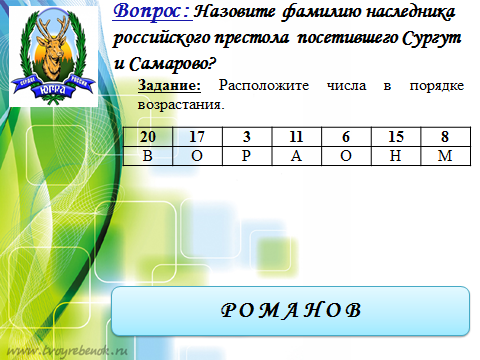 Вопрос: Назовите фамилию наследника
российского престола посетившего Сургут
и Самарово?
Задание: Расположите числа в порядке
возрастания.
20 17 3 11 6 15 8
В О Р А О Н М
Р О М А Н О В
ЮГРА
www.tvoyrebenok.ru